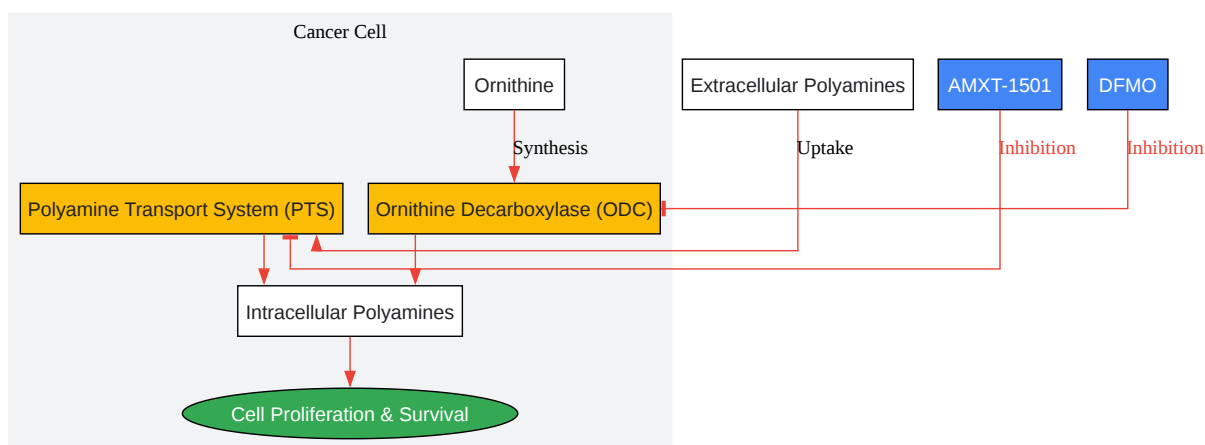 Cancer Cell
Ornithine
Extracellular Polyamines
AMXT-1501
DFMO
Synthesis
Uptake
Inhibition
Inhibition
Polyamine Transport System (PTS)
Ornithine Decarboxylase (ODC)
Intracellular Polyamines
Cell Proliferation & Survival